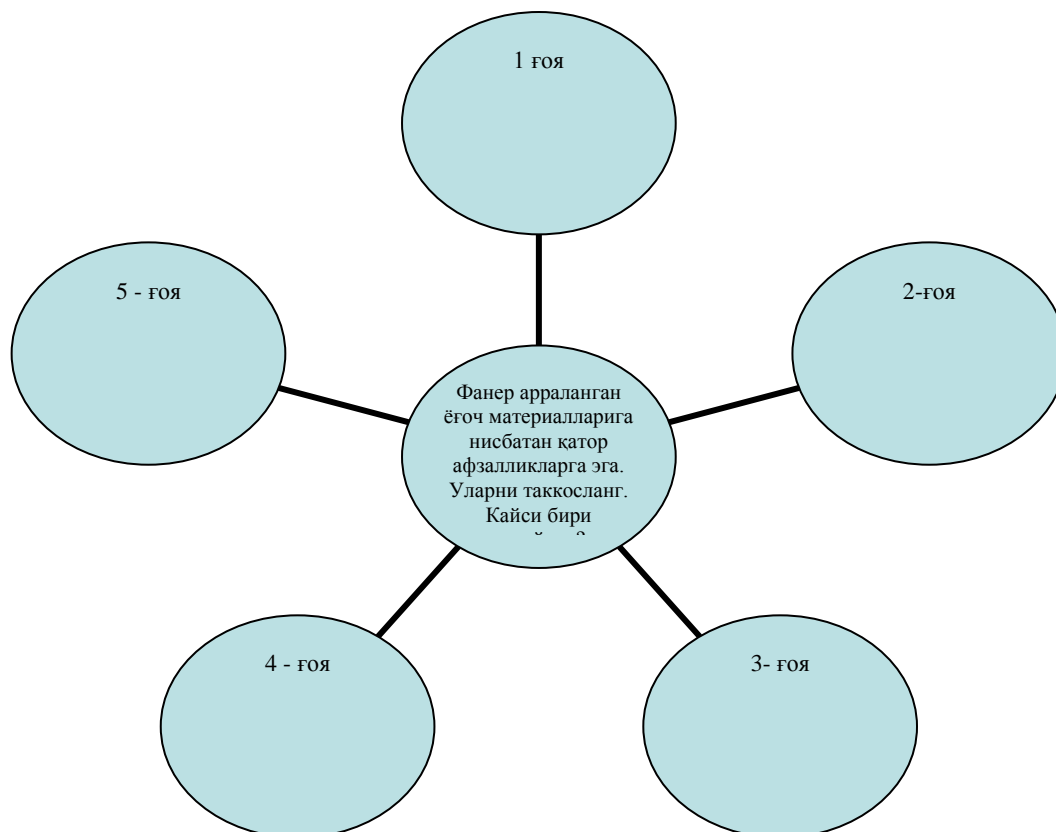 1 ғоя
5 - ғоя
2-ғоя
Фанер арраланган
ёғоч материалларига
нисбатан қатор
афзалликларга эга.
Уларни таккосланг.
Кайси бири
4 - ғоя
3- ғоя